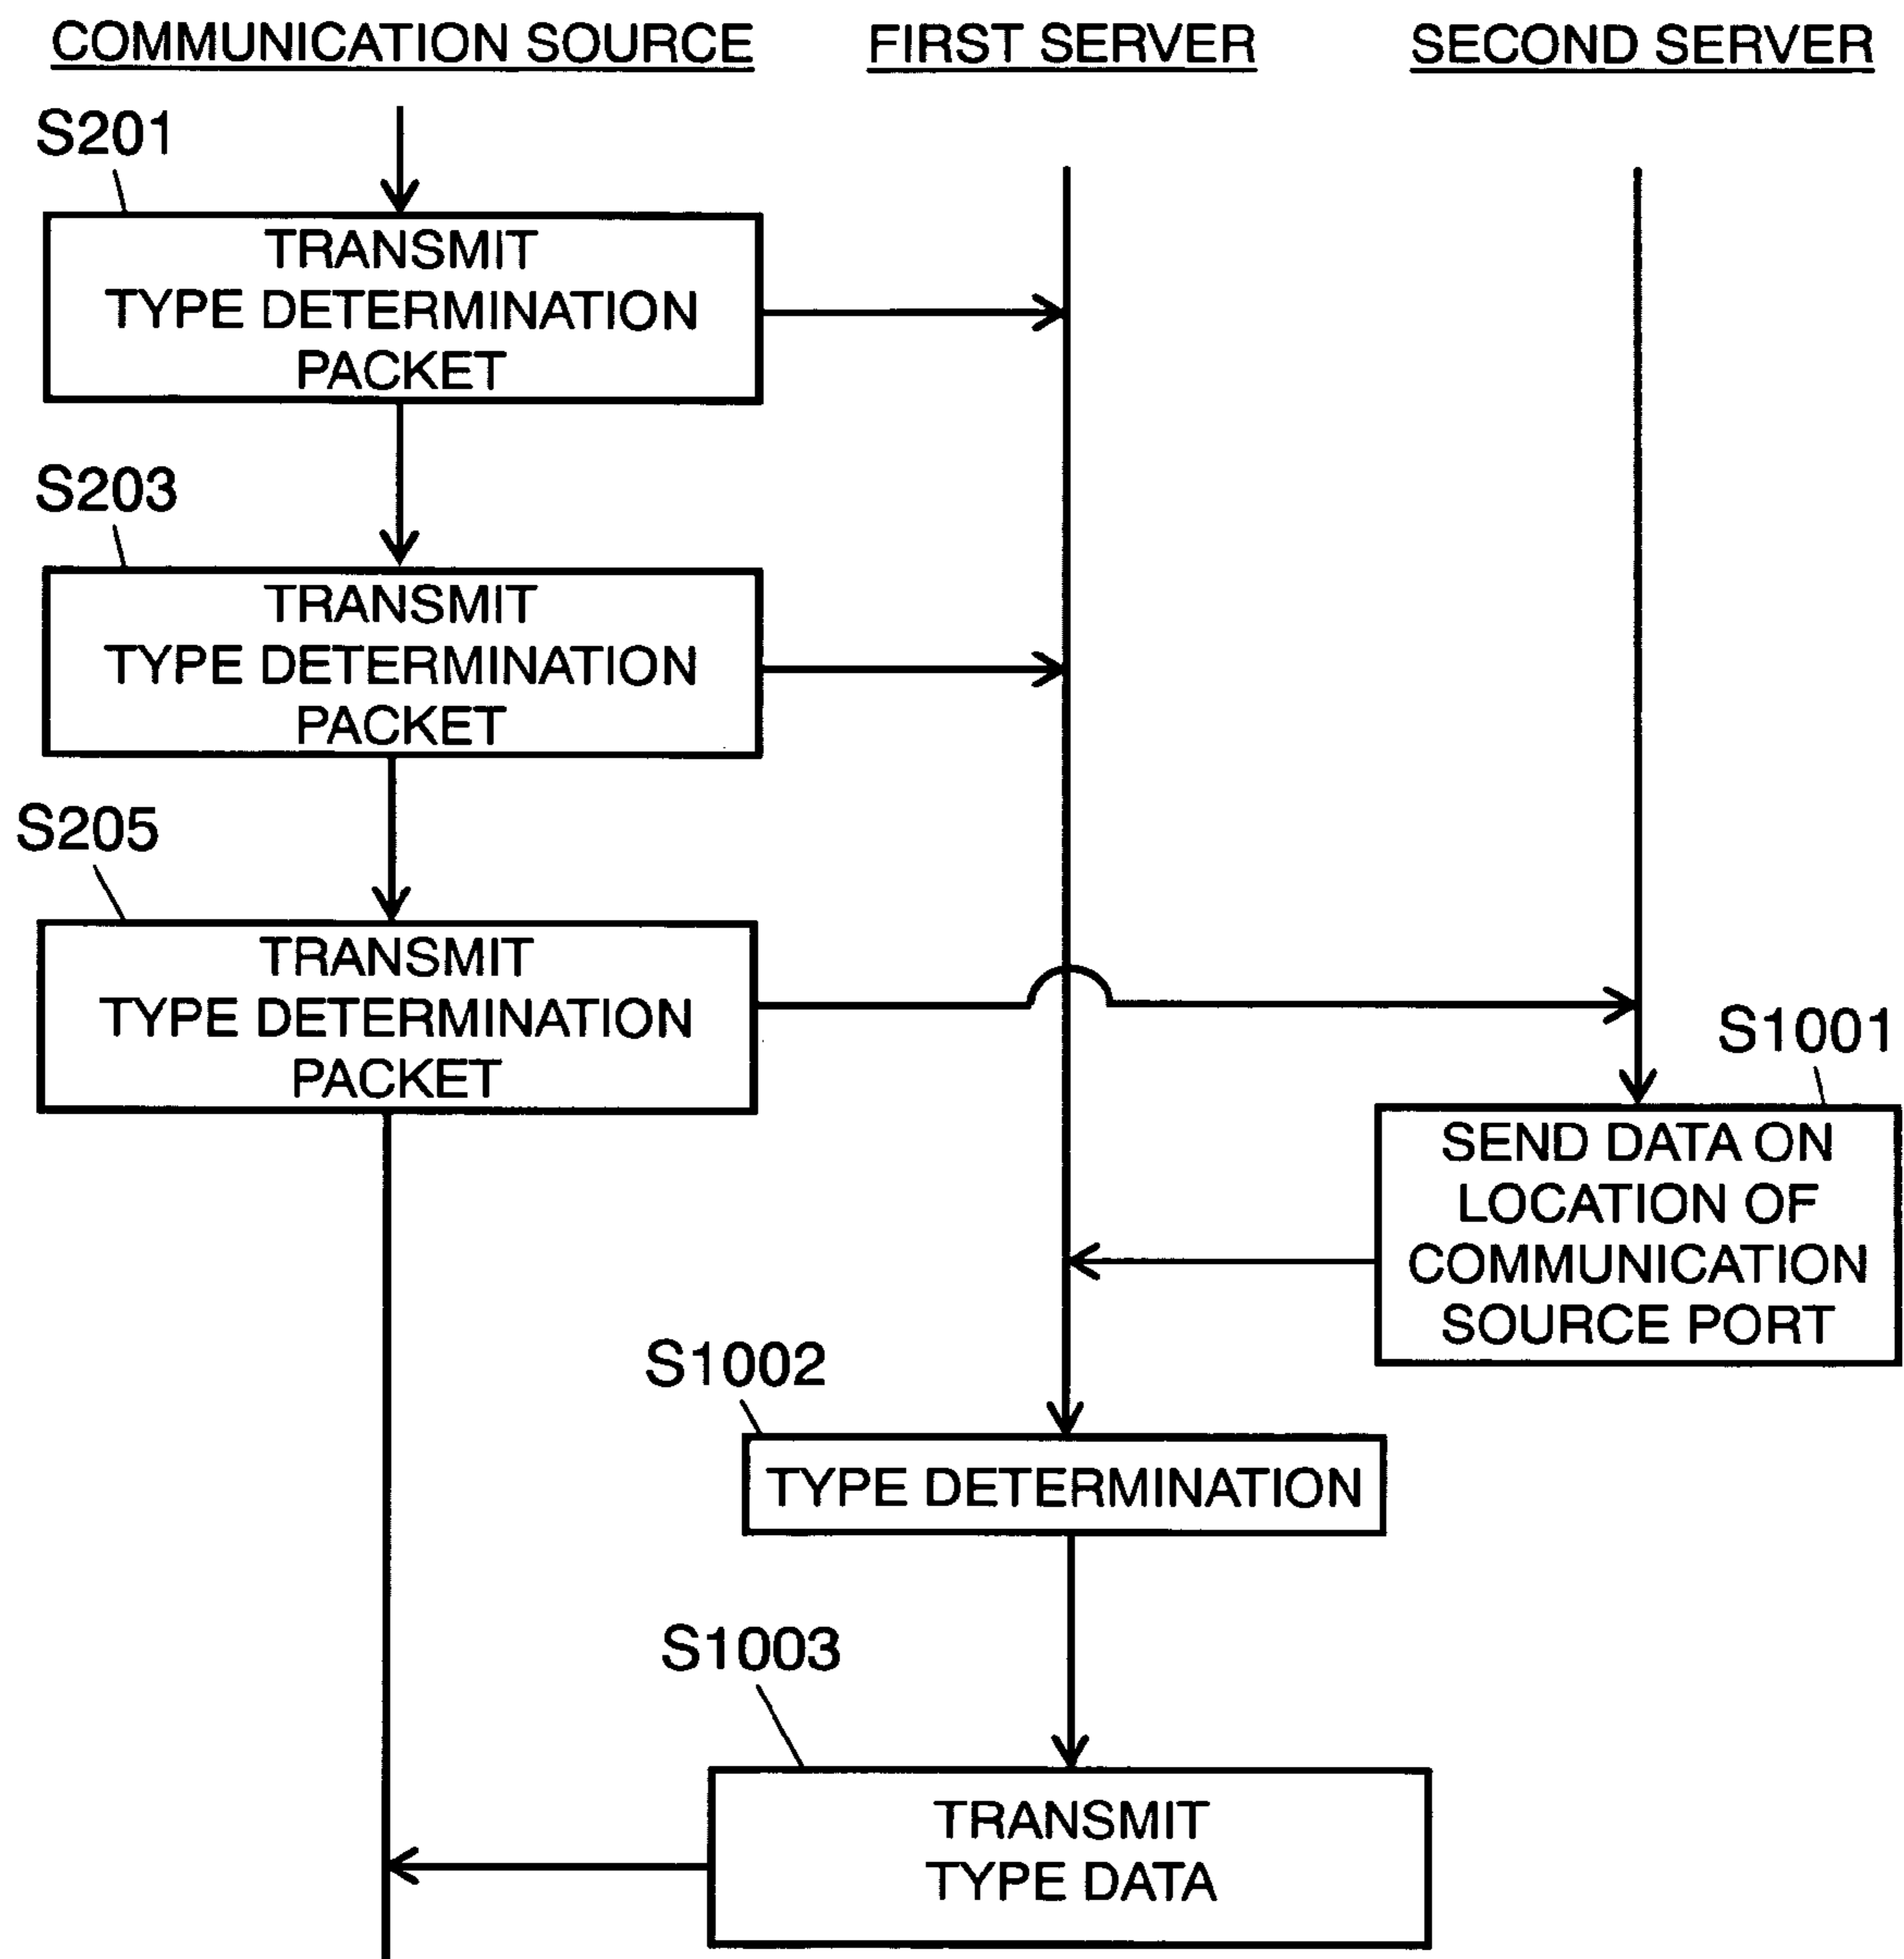 COMMUNICATION SOURCE
FIRST SERVER
SECOND SERVER
S201
TRANSMIT
TYPE DETERMINATION
PACKET
S203
TRANSMIT
TYPE DETERMINATION
PACKET
S205
TRANSMIT
TYPE DETERMINATION
PACKET
S1001
SEND DATA ON
LOCATION OF
COMMUNICATION
SOURCE PORT
S1002
TYPE DETERMINATION
S1003
TRANSMIT
TYPE DATA